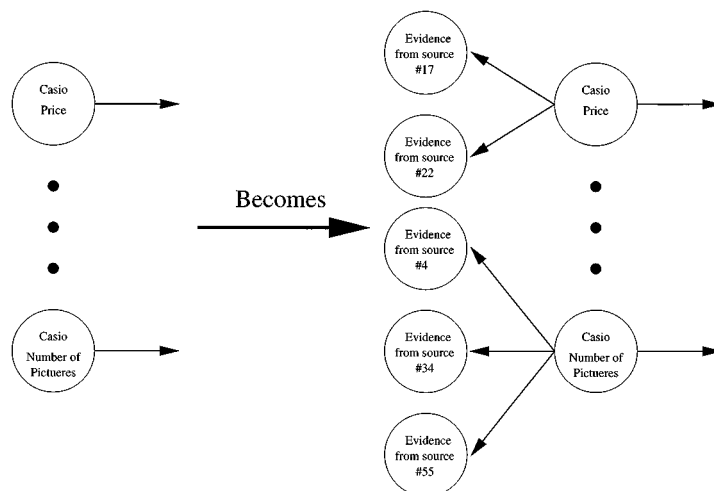 Casio
Price
Becomes
Casio
Number of
Pictueres
Evidence
from source
#17
Evidence
from source
#22
Evidence
from source
#4
Evidence
from source
#34
Evidence
from source
#55
Casio
Price
Casio
Number of
Pictueres